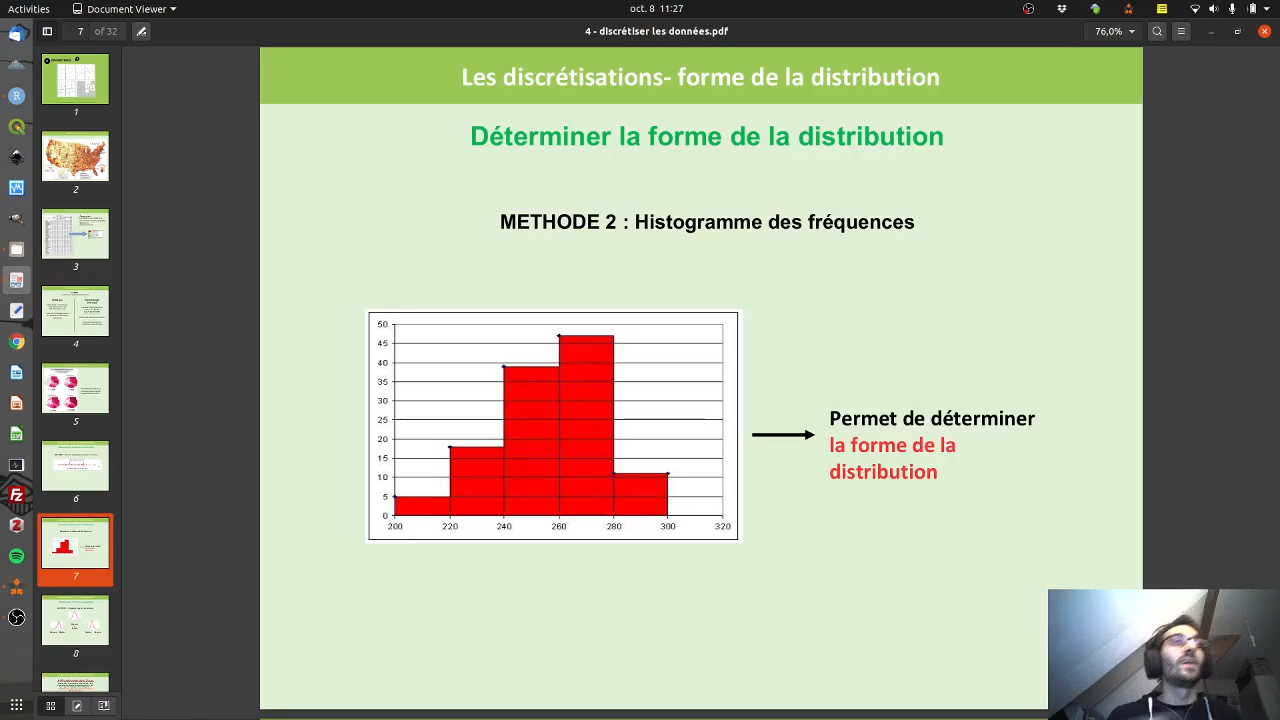 Activities
Document Viewer
oct. 8 11:27
7
of 32
4 - discrétiser les données.pdf
76,0%
Les discrétisations- forme de la distribution
Déterminer la forme de la distribution
METHODE 2 : Histogramme des fréquences
50
45
40
35
30
25
20
15
10
5
0
200
220
240
260
280
300
320
Permet de déterminer
la forme de la
distribution
1
2
3
4
5
6
7
8